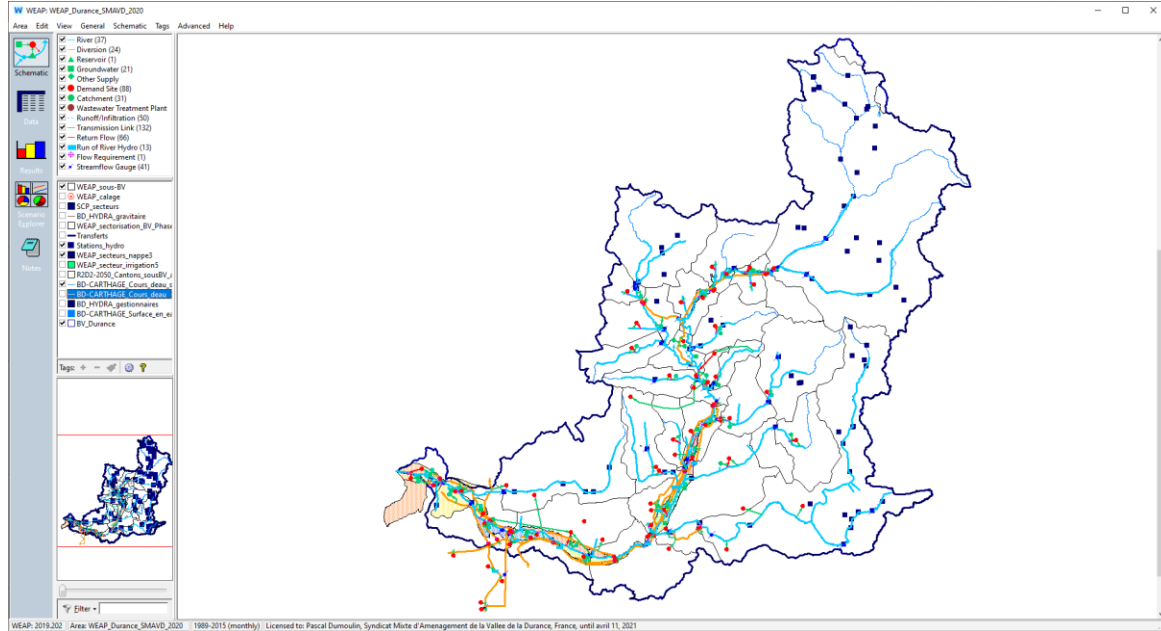 WEAP: WEAP_Durance_SMAVD_2020
Area Edit View General Schematic Tags Advanced Help
Schematic
Data
Results
Scenario
Explorer
Notes
River (37)
Diversion (24)
Reservoir (1)
Groundwater (21)
Other Supply
Demand Site (88)
Catchment (31)
Wastewater Treatment Plant
Runoff/Infiltration (50)
Transmission Link (132)
Return Flow (66)
Run of River Hydro (13)
Flow Requirement (1)
Streamflow Gauge (41)
WEAP_sous-BV
WEAP_calage
SCP_secteurs
BD_HYDRA_gravitaire
WEAP_sectorisation_BV_Phase
Transferts
Stations_hydro
WEAP_secteurs_nappe3
WEAP_secteur_irrigation5
R2D2-2050_Cantons_sousBV_
BD-CARTHAGE_Cours_deau_s
BD-CARTHAGE_Cours_deau
BD_HYDRA_gestionnaires
BD-CARTHAGE_Surface_en_ea
BV_Durance
Tags:
Filter
WEAP: 2019.202 Area: WEAP_Durance_SMAVD_2020 1989-2015 (monthly) Licensed to: Pascal Dumoulin, Syndicat Mixte d'Amenagement de la Vallee de la Durance, France, until avril 11, 2021